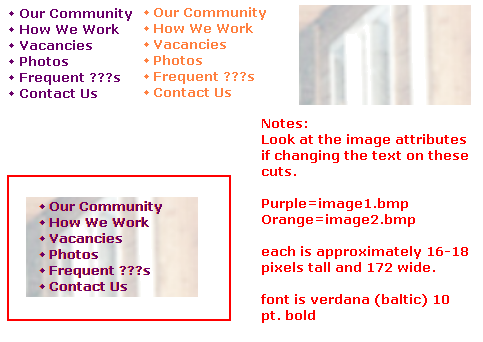 Our Community
How We Work
Vacancies
Photos
Frequent ???s
Contact Us
Our Community
How We Work
Vacancies
Photos
Frequent ???s
Contact Us
Notes:
Look at the image attributes
if changing the text on these
cuts.
Purple=image1.bmp
Orange=image2.bmp
each is approximately 16-18
pixels tall and 172 wide.
font is verdana (baltic) 10
pt. bold
Our Community
How We Work
Vacancies
Photos
Frequent ???s
Contact Us